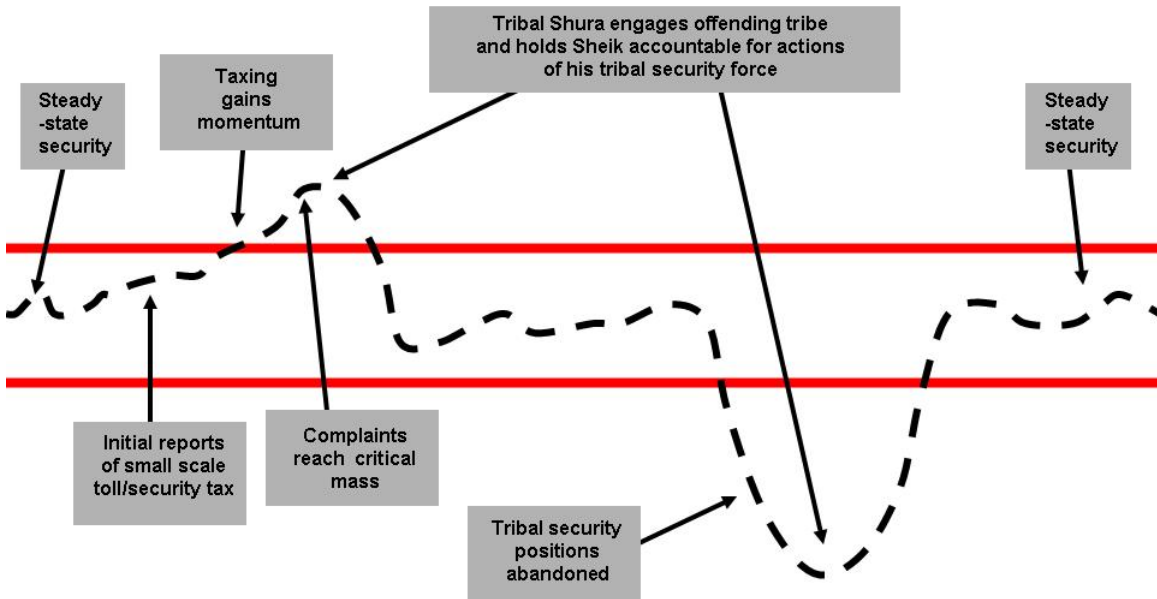 Tribal Shura engages offending tribe
and holds Sheik accountable for actions
of his tribal security force
Steady
-state
security
Taxing
gains
momentum
Steady
-state
security
Initial reports
of small scale
toll/security tax
Complaints
reach critical
mass
Tribal security
positions
abandoned